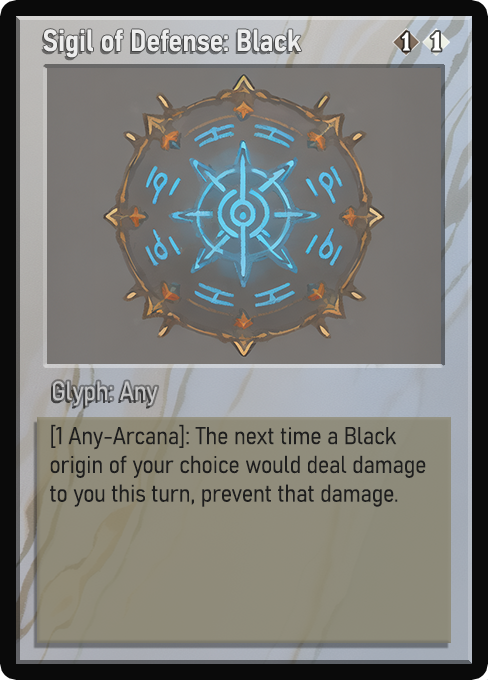 Sigil of Defense: Black 1 1
Glyph: Any
[1 Any-Arcana]: The next time a Black
origin of your choice would deal damage
to you this turn, prevent that damage.